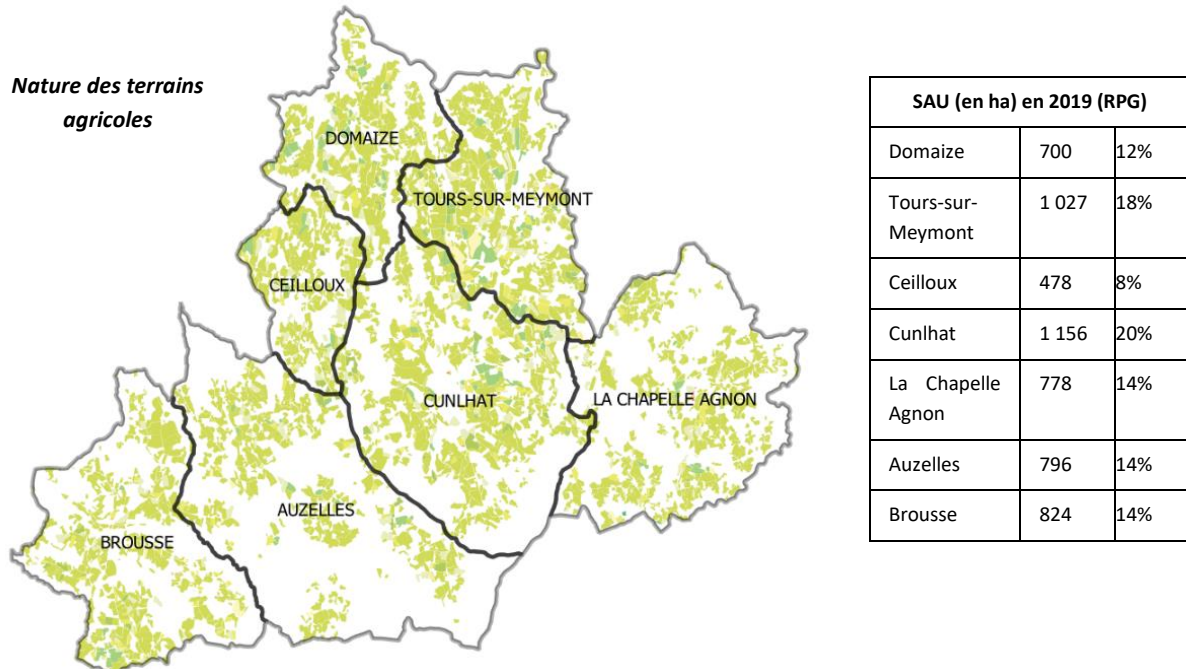 Nature des terrains
agricoles
DOMAIZE
TOURS-SUR-MEYMONT
CEILLOUX
CUNLHAT
LA CHAPELLE AGNON
AUZELLES
BROUSSE
SAU (en ha) en 2019 (RPG)
Domaize 700 12%
Tours-sur- 1 027 18%
Meymont
Ceilloux 478 8%
Cunlhat 1 156 20%
La Chapelle 778 14%
Agnon
Auzelles 796 14%
Brousse 824 14%